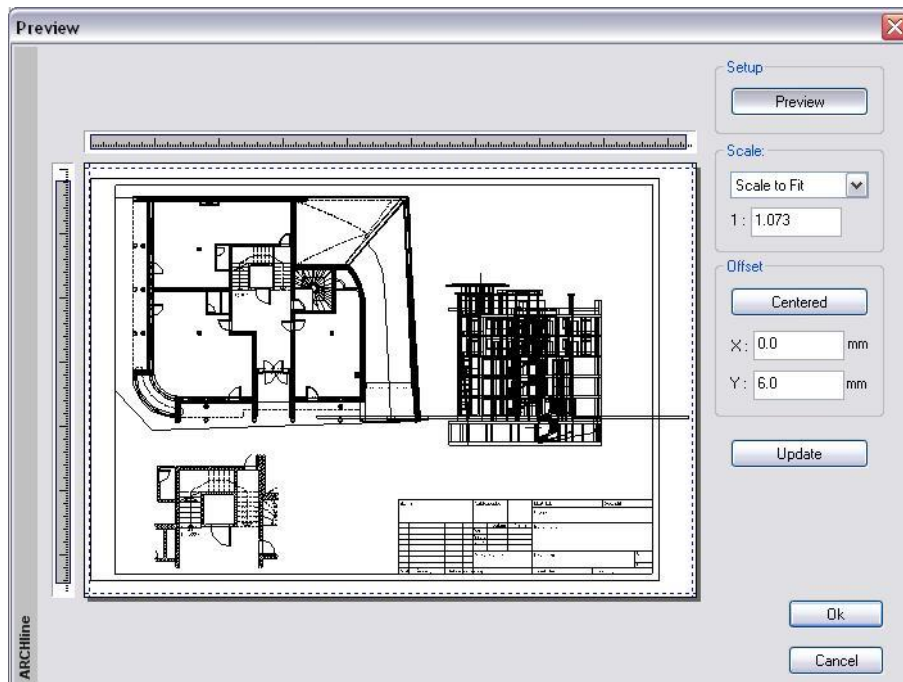 Preview
Setup
Preview
Scale:
Scale to Fit
1 : 1.073
Offset
Centered
X : 0.0 mm
Y : 6.0 mm
Update
Ok
Cancel
ARCHline